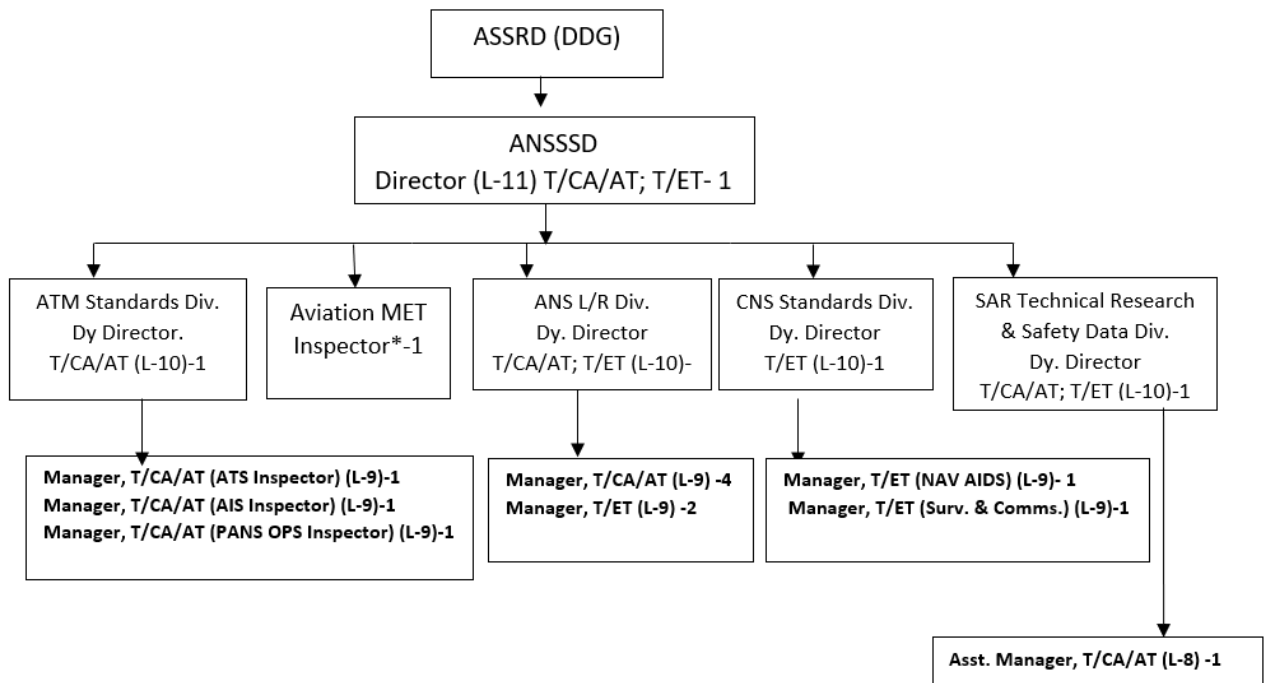 ASSRD (DDG)
ANSSSD
Director (L-11) T/CA/AT; T/ET- 1
ATM Standards Div.
Dy Director.
T/CA/AT (L-10)-1
Aviation MET
Inspector*-1
ANS L/R Div.
Dy. Director
T/CA/AT; T/ET (L-10)-
CNS Standards Div.
Dy. Director
T/ET (L-10)-1
SAR Technical Research
& Safety Data Div.
Dy. Director
T/CA/AT; T/ET (L-10)-1
Manager, T/CA/AT (ATS Inspector) (L-9)-1
Manager, T/CA/AT (AIS Inspector) (L-9)-1
Manager, T/CA/AT (PANS OPS Inspector) (L-9)-1
Manager, T/CA/AT (L-9) -4
Manager, T/ET (L-9) -2
Manager, T/ET (NAV AIDS) (L-9)- 1
Manager, T/ET (Surv. & Comms.) (L-9)-1
Asst. Manager, T/CA/AT (L-8) -1